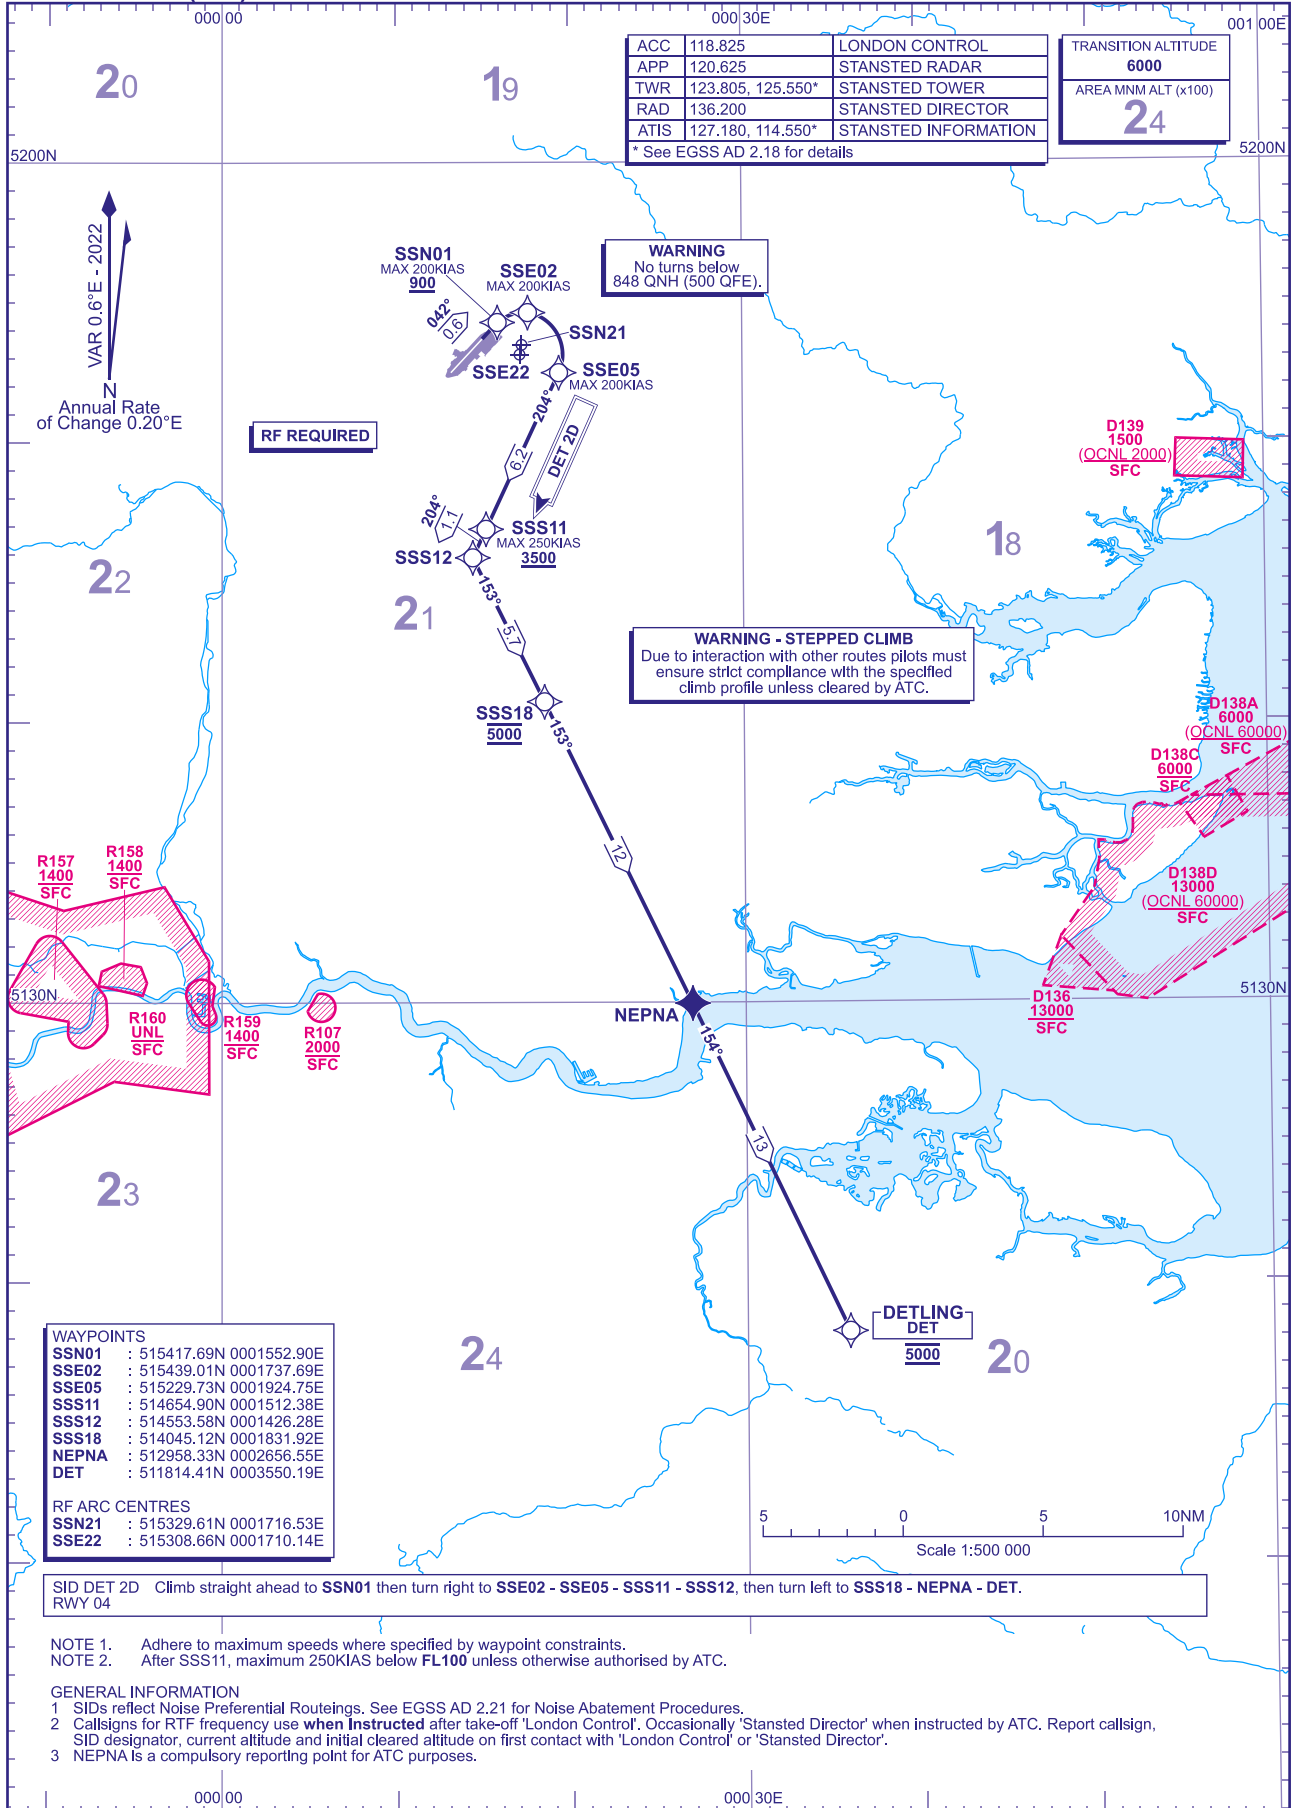 000 00
000 30E
001 00E
ACC 118.825 LONDON CONTROL
APP 120.625 STANSTED RADAR
TWR 123.805, 125.550* STANSTED TOWER
RAD 136.200 STANSTED DIRECTOR
ATIS 127.180, 114.550* STANSTED INFORMATION
* See EGSS AD 2.18 for details
TRANSITION ALTITUDE
6000
AREA MNM ALT (x100)
24
20
19
5200N
5200N
VAR 0.6°E - 2022
N
Annual Rate
of Change 0.20°E
WARNING
No turns below
848 QNH (500 QFE).
SSN01
MAX 200KIAS
900
SSE02
MAX 200KIAS
042°
0.6
SSN21
SSE22
SSE05
MAX 200KIAS
204°
RF REQUIRED
6.2
DET 2D
D139
1500
(OCNL 2000)
SFC
204°
1.1
SSS11
MAX 250KIAS
3500
SSS12
18
22
21
153°
5.7
WARNING - STEPPED CLIMB
Due to interaction with other routes pilots must
ensure strict compliance with the specified
climb profile unless cleared by ATC.
SSS18
5000
153°
D138A
6000
(OCNL 60000)
SFC
D138C
6000
SFC
12
R157
1400
SFC
R158
1400
SFC
D138D
13000
(OCNL 60000)
SFC
5130N
5130N
R160
UNL
SFC
R159
1400
SFC
R107
2000
SFC
NEPNA
D136
13000
SFC
154°
13
23
DETLING
DET
5000
24
20
WAYPOINTS
SSN01 : 515417.69N 0001552.90E
SSE02 : 515439.01N 0001737.69E
SSE05 : 515229.73N 0001924.75E
SSS11 : 514654.90N 0001512.38E
SSS12 : 514553.58N 0001426.28E
SSS18 : 514045.12N 0001831.92E
NEPNA : 512958.33N 0002656.55E
DET : 511814.41N 0003550.19E
RF ARC CENTRES
SSN21 : 515329.61N 0001716.53E
SSE22 : 515308.66N 0001710.14E
5 0 5 10NM
Scale 1:500 000
SID DET 2D Climb straight ahead to SSN01 then turn right to SSE02 - SSE05 - SSS11 - SSS12, then turn left to SSS18 - NEPNA - DET.
RWY 04
NOTE 1. Adhere to maximum speeds where specified by waypoint constraints.
NOTE 2. After SSS11, maximum 250KIAS below FL100 unless otherwise authorised by ATC.
GENERAL INFORMATION
1 SIDs reflect Noise Preferential Routeings. See EGSS AD 2.21 for Noise Abatement Procedures.
2 Callsigns for RTF frequency use when Instructed after take-off 'London Control'. Occasionally 'Stansted Director' when instructed by ATC. Report callsign,
SID designator, current altitude and initial cleared altitude on first contact with 'London Control' or 'Stansted Director'.
3 NEPNA is a compulsory reporting point for ATC purposes.
000 00
000 30E